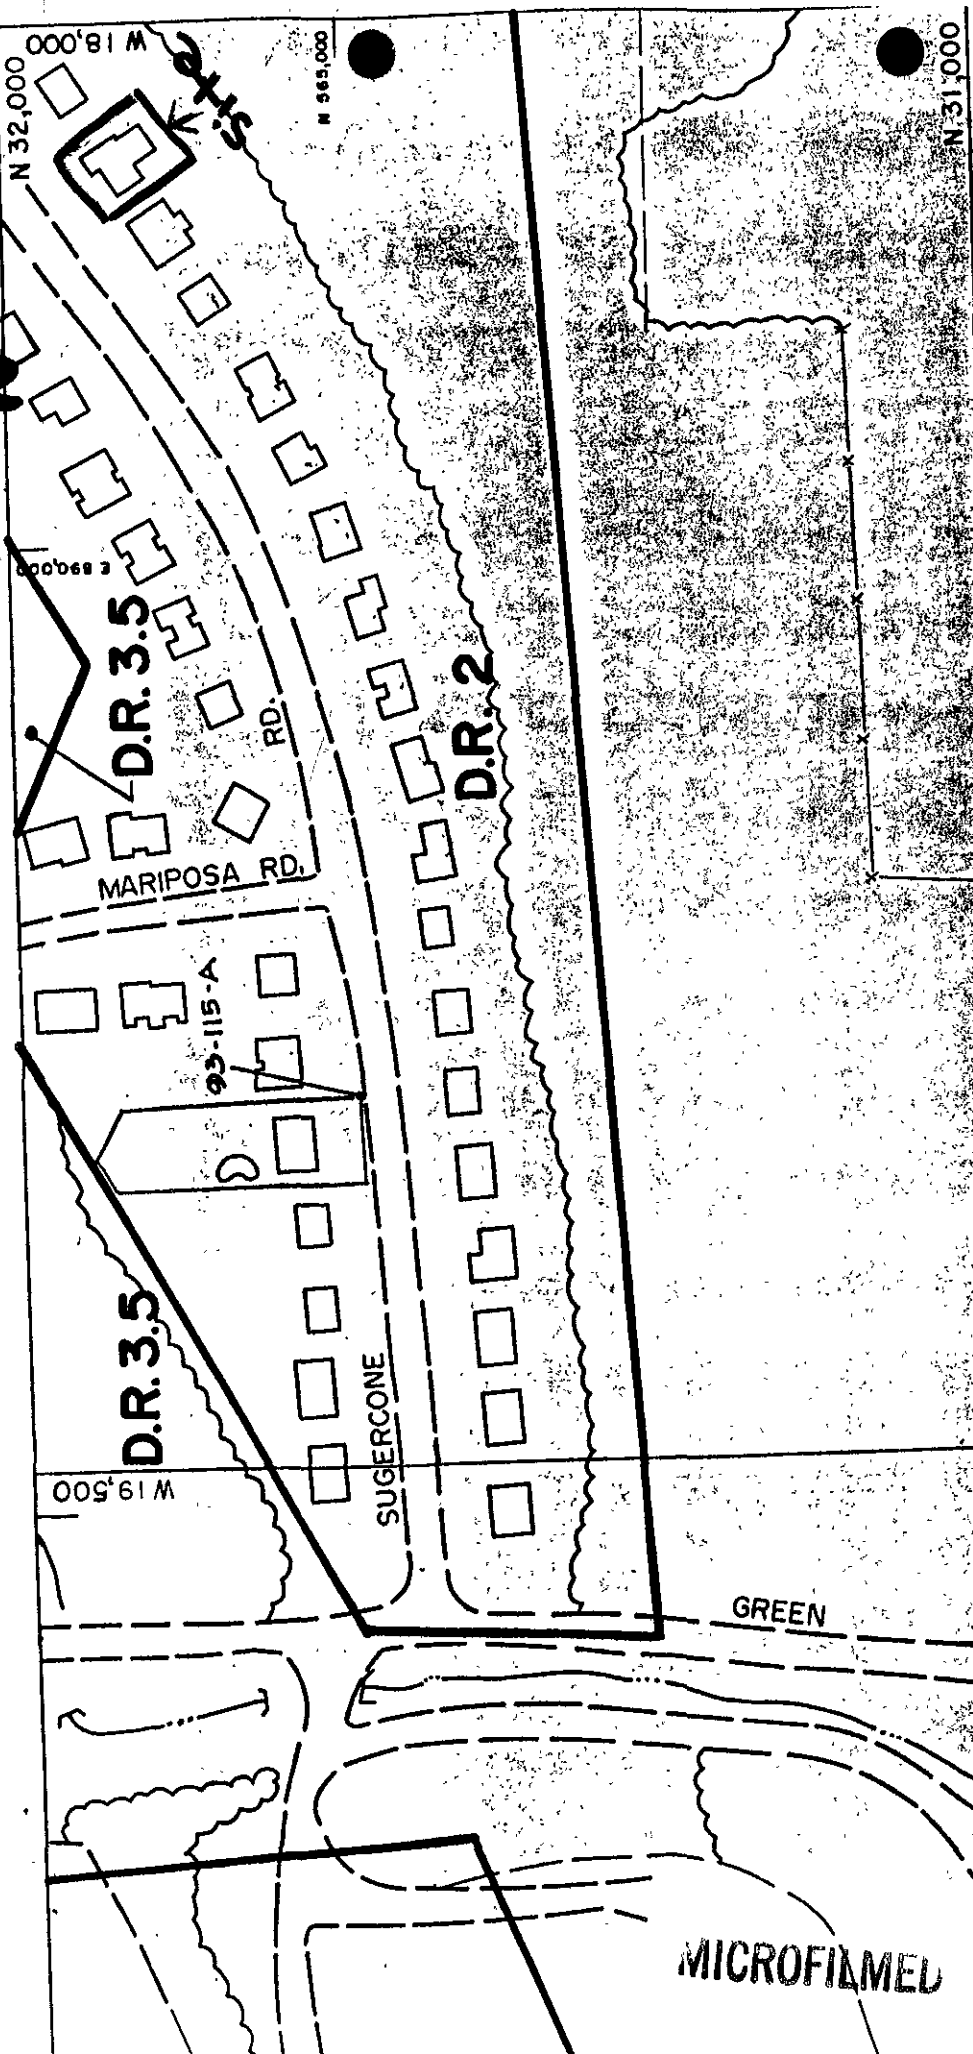 W 18,000
N 32,000
site
N 565,000
N 31,000
E 890,000
D.R. 3.5
RD.
D.R. 2
MARIPOSA RD.
93-115-A
D.R. 3.5
SUGERCONE
W 19,500
GREEN
MICROFILMED